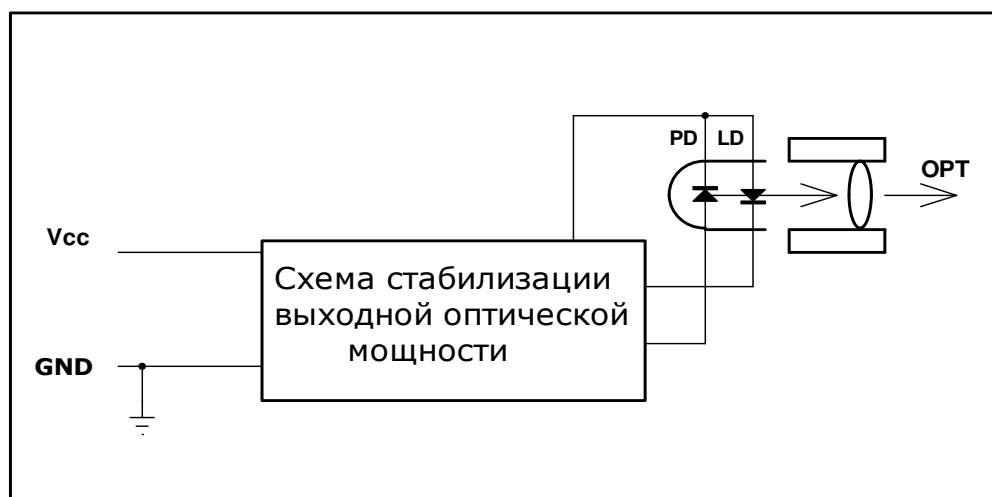 PD LD
OPT
Vcc
Схема стабилизации
выходной оптической
мощности
GND